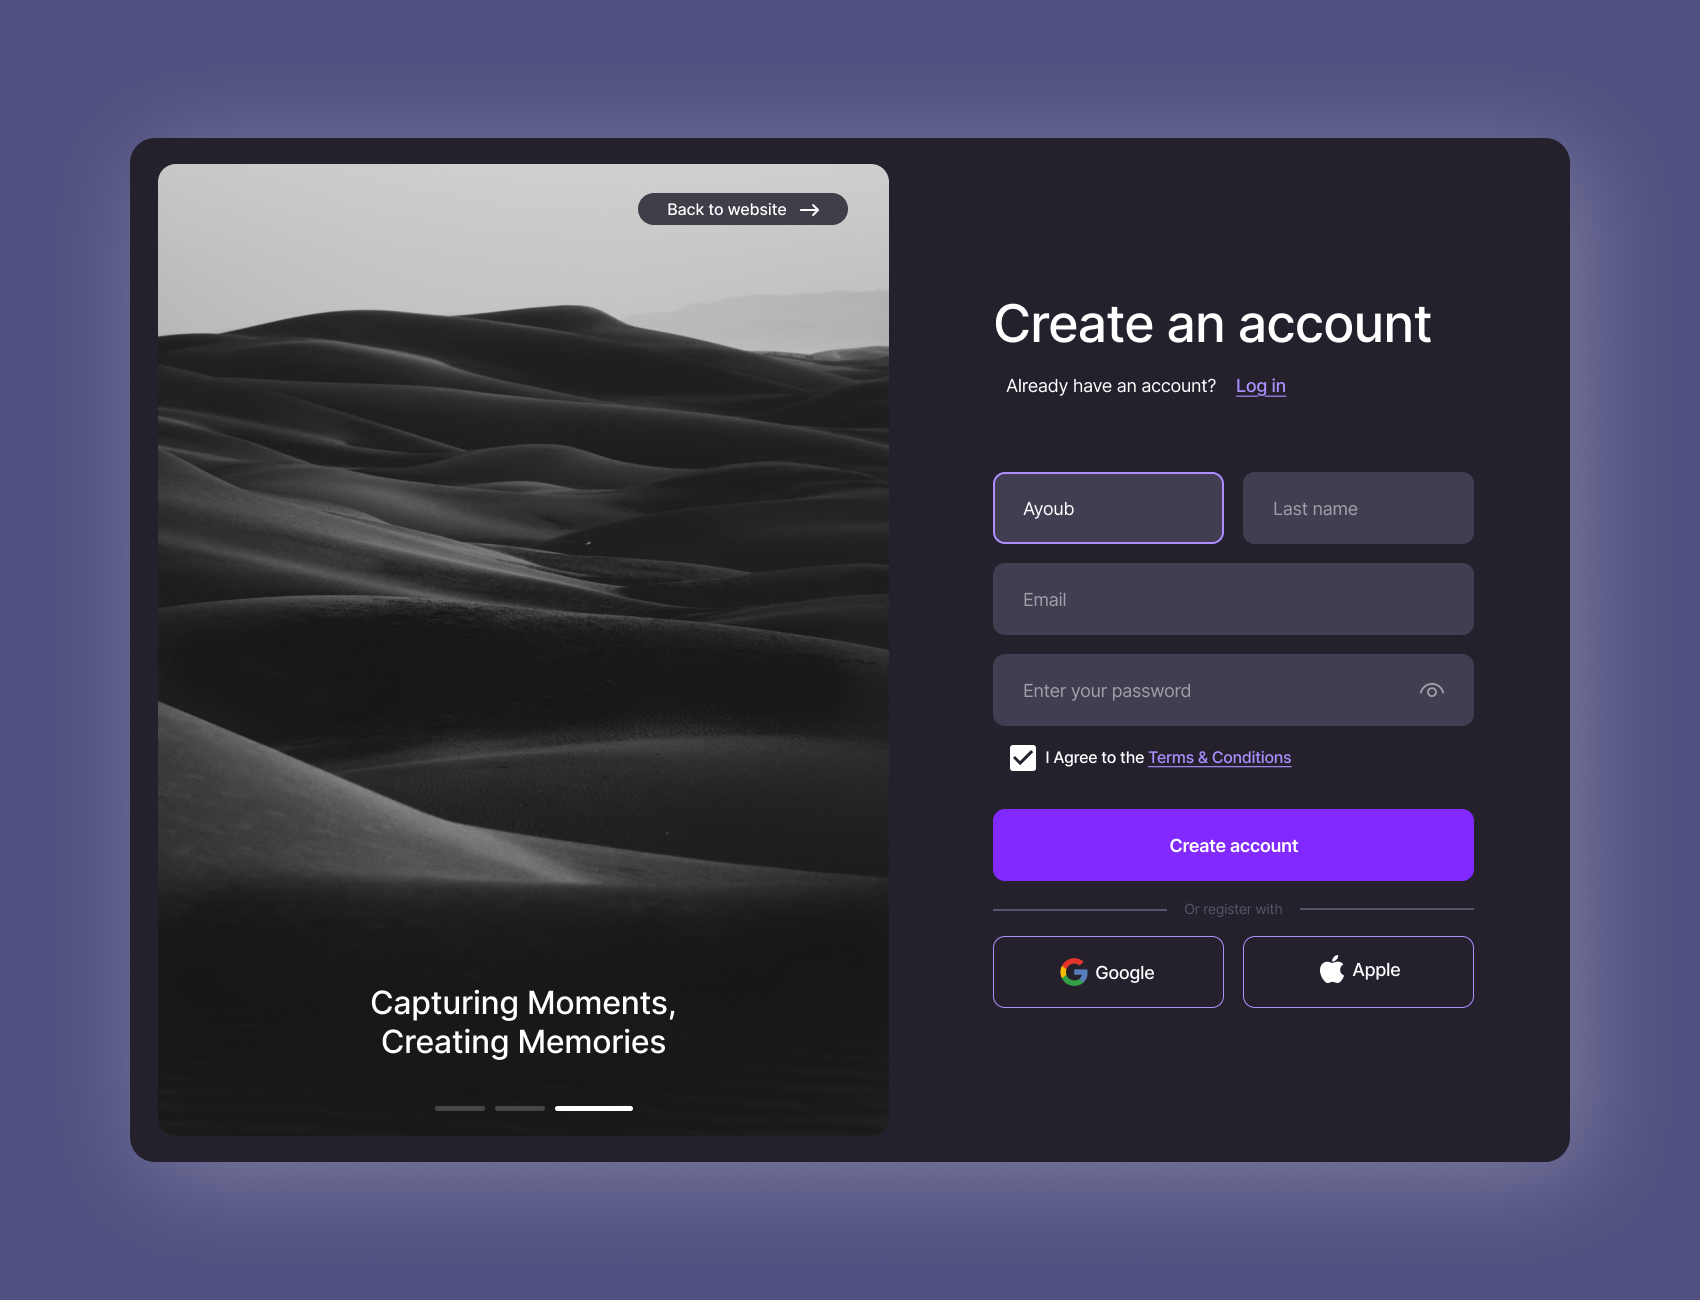 Back to website
Capturing Moments,
Creating Memories
Create an account
Already have an account? Log in
Ayoub
Last name
Email
Enter your password
I Agree to the Terms & Conditions
Create account
Or register with
Google
Apple